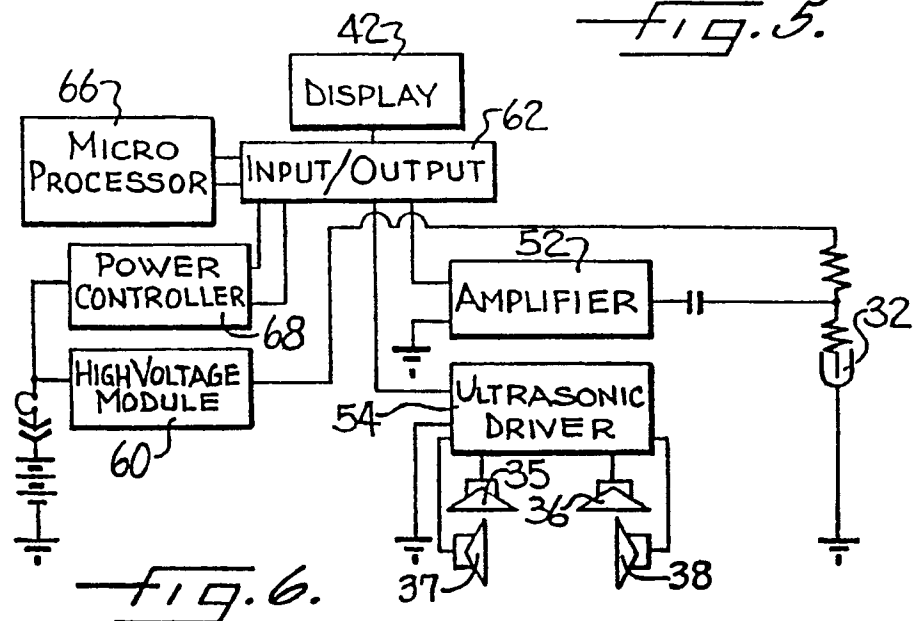 Fig. 5.
42
DISPLAY
66
MICRO
PROCESSOR
62
INPUT/OUTPUT
POWER
CONTROLLER
68
52
AMPLIFIER
32
HIGH VOLTAGE
MODULE
60
54
ULTRASONIC
DRIVER
35
36
37
38
Fig. 6.